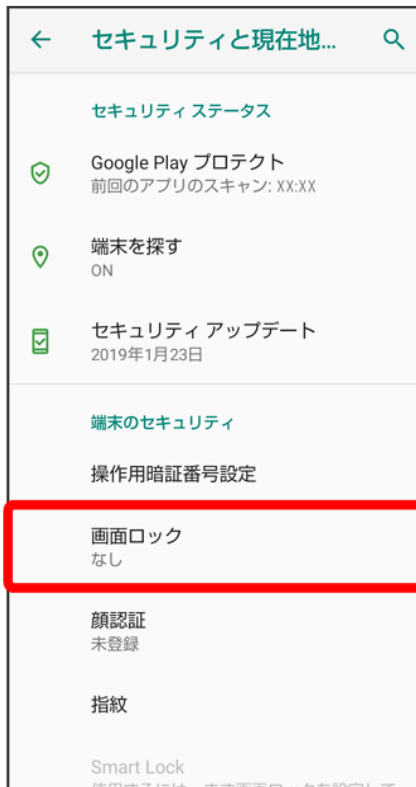 セキュリティと現在地...
セキュリティ ステータス
Google Play プロテクト
前回のアプリのスキャン: XX:XX
端末を探す
ON
セキュリティ アップデート
2019年1月23日
端末のセキュリティ
操作用暗証番号設定
画面ロック
なし
顔認証
未登録
指紋
Smart Lock